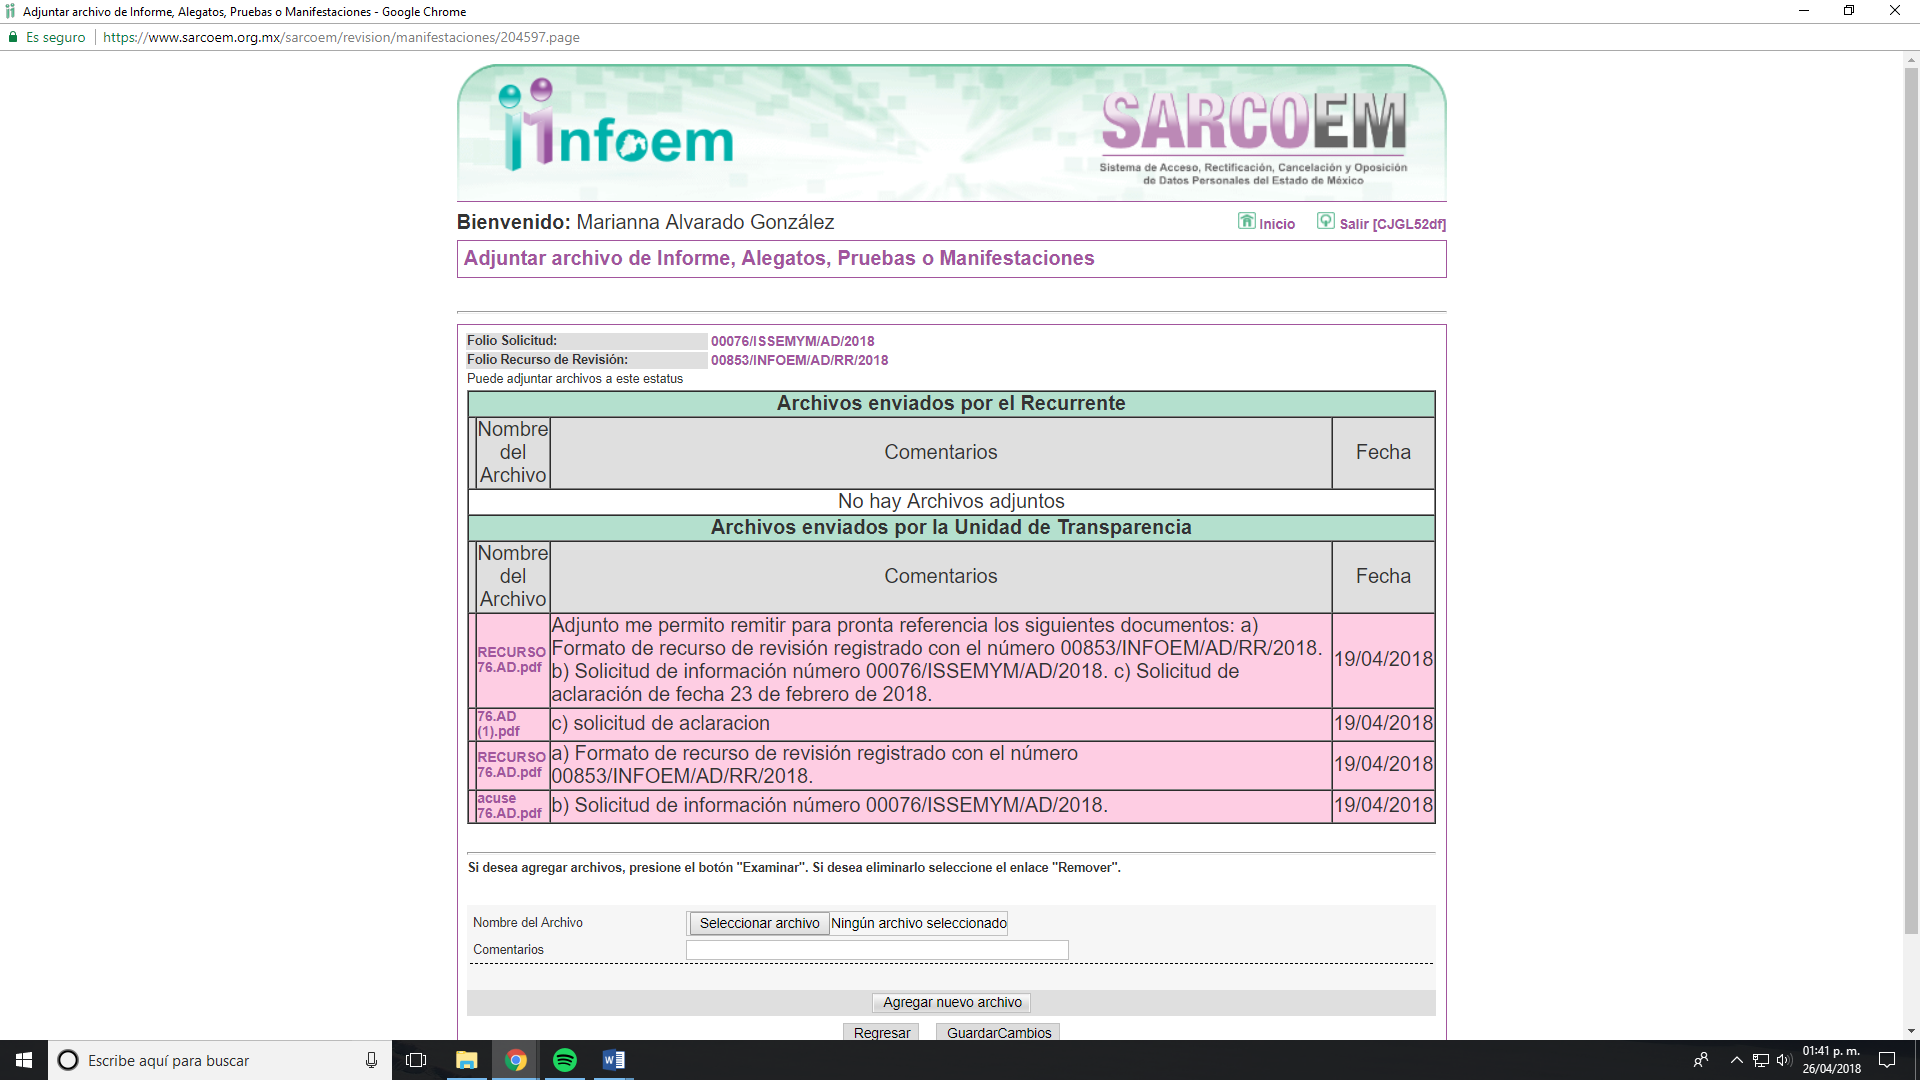 Adjuntar archivo de Informe, Alegatos, Pruebas o Manifestaciones - Google Chrome
Es seguro | https://www.sarcoem.org.mx/sarcoem/revision/manifestaciones/204597.page
infoem
SARCOEM
Sistema de Acceso, Rectificación, Cancelación y Oposición
de Datos Personales del Estado de México
Bienvenido: Marianna Alvarado González
Inicio
Salir [CJGL52df]
Adjuntar archivo de Informe, Alegatos, Pruebas o Manifestaciones
Folio Solicitud: 00076/ISSEMYM/AD/2018
Folio Recurso de Revisión: 00853/INFOEM/AD/RR/2018
Puede adjuntar archivos a este estatus
Archivos enviados por el Recurrente
Nombre
del
Archivo
Comentarios
Fecha
No hay Archivos adjuntos
Archivos enviados por la Unidad de Transparencia
Nombre
del
Archivo
Comentarios
Fecha
RECURSO
76.AD.pdf
Adjunto me permito remitir para pronta referencia los siguientes documentos: a)
Formato de recurso de revisión registrado con el número 00853/INFOEM/AD/RR/2018.
b) Solicitud de información número 00076/ISSEMYM/AD/2018. c) Solicitud de
aclaración de fecha 23 de febrero de 2018.
19/04/2018
76.AD
(1).pdf
c) solicitud de aclaracion
19/04/2018
RECURSO
76.AD.pdf
a) Formato de recurso de revisión registrado con el número
00853/INFOEM/AD/RR/2018.
19/04/2018
acuse
76.AD.pdf
b) Solicitud de información número 00076/ISSEMYM/AD/2018.
19/04/2018
Si desea agregar archivos, presione el botón "Examinar". Si desea eliminarlo seleccione el enlace "Remover".
Nombre del Archivo
Seleccionar archivo Ningún archivo seleccionado
Comentarios
Agregar nuevo archivo
Regresar
GuardarCambios
Escribe aquí para buscar
01:41 p. m.
26/04/2018